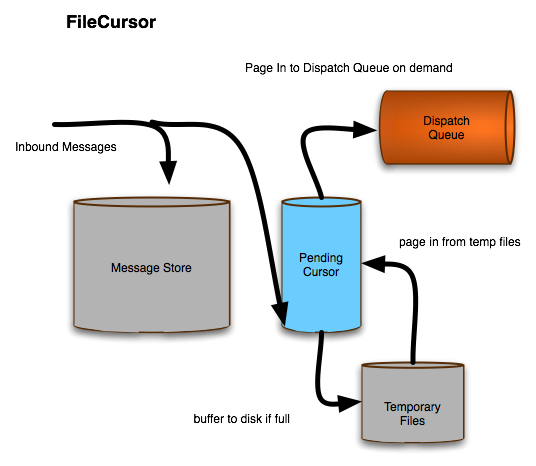 FileCursor
Page In to Dispatch Queue on demand
Inbound Messages
Dispatch
Queue
Message Store
Pending
Cursor
page in from temp files
buffer to disk if full
Temporary
Files